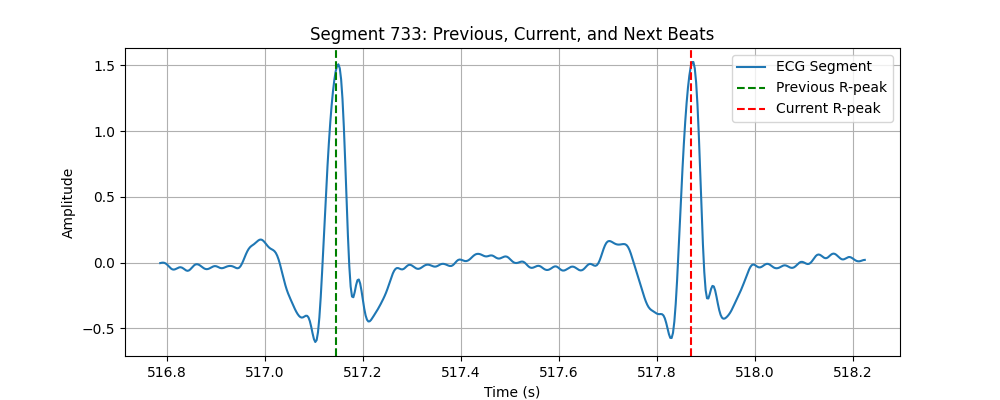 Segment 733: Previous, Current, and Next Beats
ECG Segment
Previous R-peak
Current R-peak
Amplitude
1.5
1.0
0.5
0.0
−0.5
516.8 517.0 517.2 517.4 517.6 517.8 518.0 518.2
Time (s)